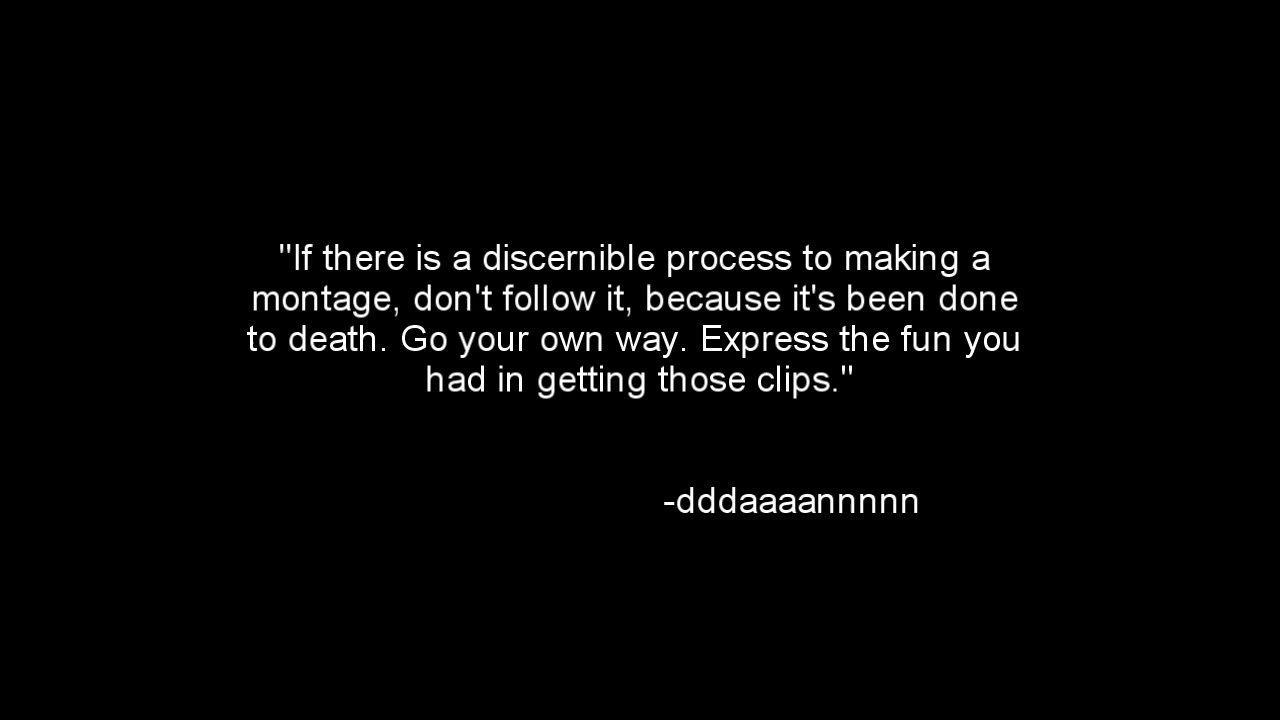 "If there is a discernible process to making a
montage, don't follow it, because it's been done
to death. Go your own way. Express the fun you
had in getting those clips."
-dddaaaannnnn